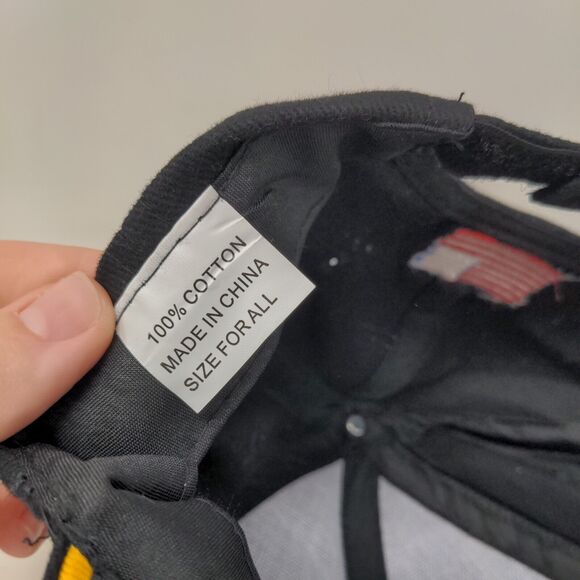 100% COTTON
MADE IN CHINA
SIZE FOR ALL